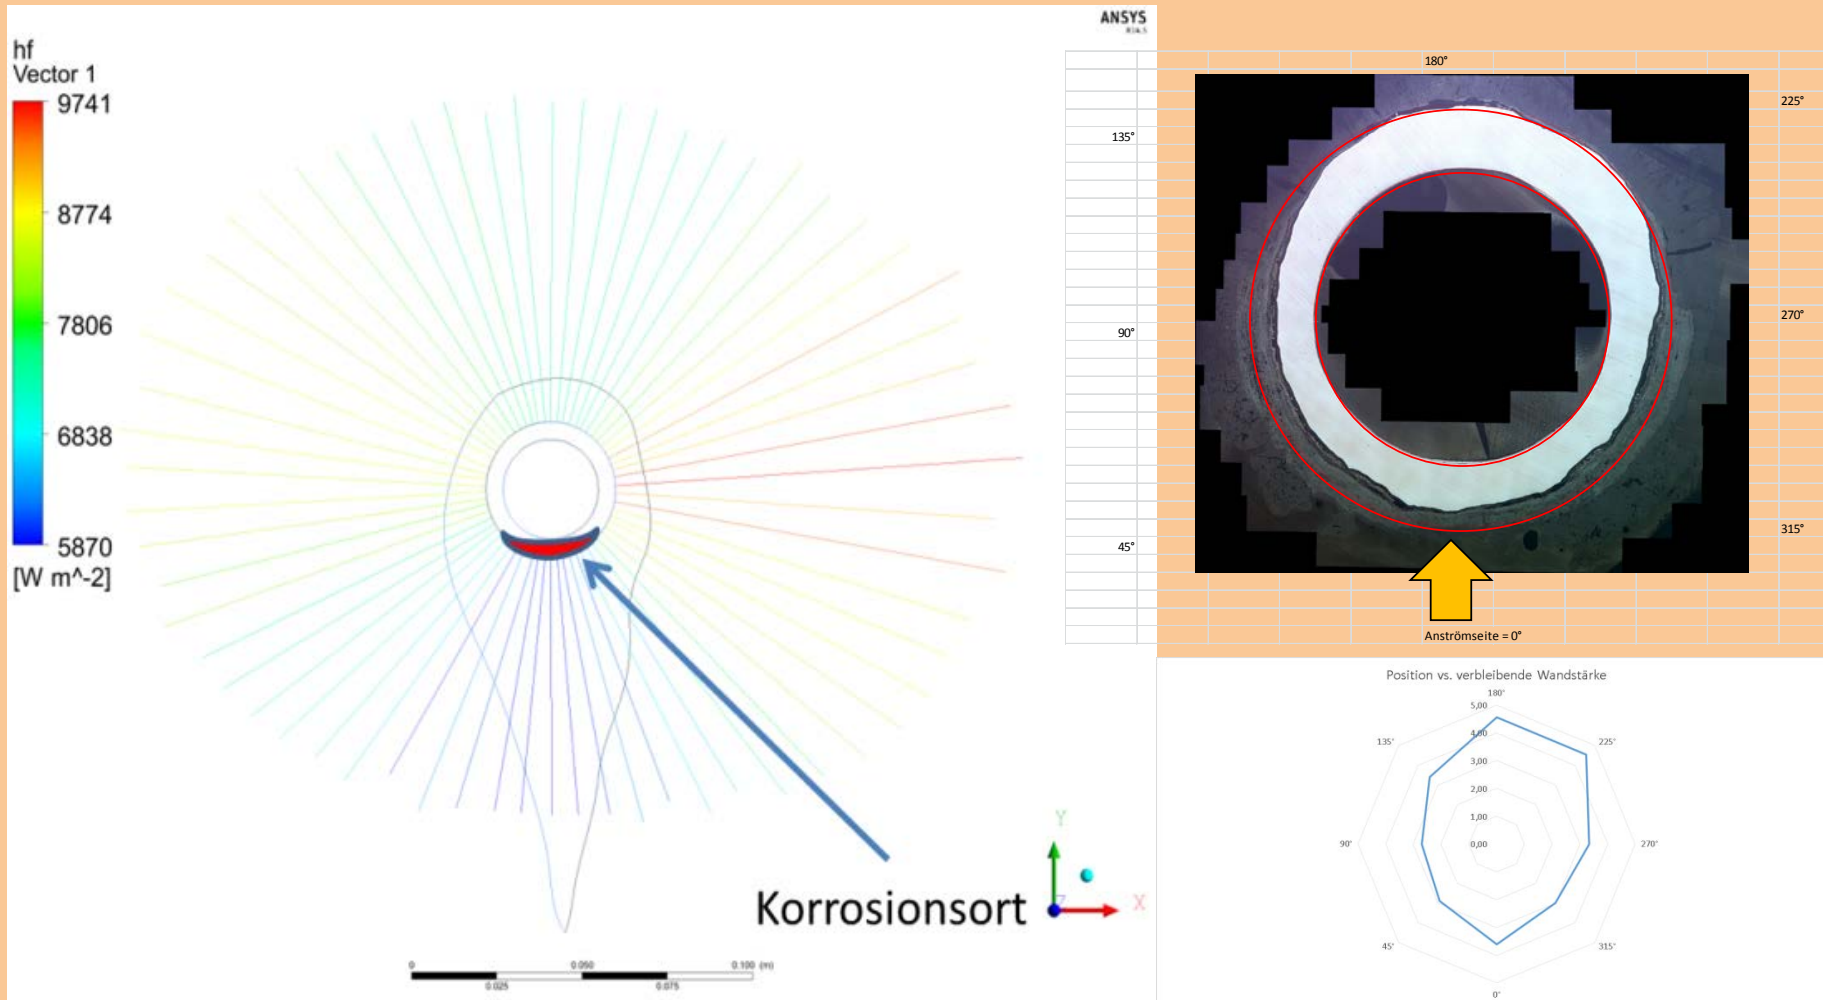 ANSYS
R14.5
hf
Vector 1
9741
8774
7806
6838
5870
[W m^-2]
Korrosionsort
Y
Z
X
0
0.050
0.100 (m)
0.025
0.075
180°
225°
135°
270°
90°
315°
45°
Anströmseite = 0°
Position vs. verbleibende Wandstärke
180°
5,00
4,00
3,00
2,00
1,00
0,00
225°
270°
315°
0°
45°
90°
135°